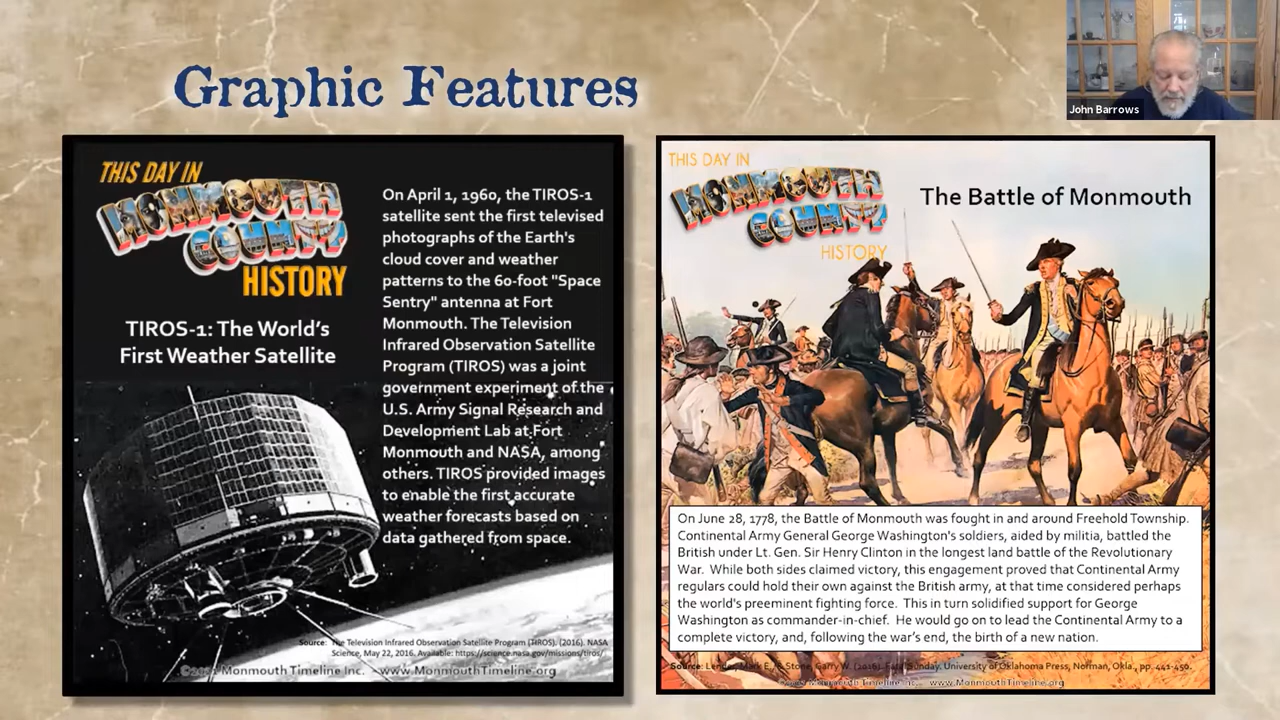 Graphic Features
John Barrows
THIS DAY IN
MONMOUTH
COUNTY
HISTORY
TIROS-1: The World's
First Weather Satellite
On April 1, 1960, the TIROS-1
satellite sent the first televised
photographs of the Earth's
cloud cover and weather
patterns to the 60-foot "Space
Sentry" antenna at Fort
Monmouth. The Television
Infrared Observation Satellite
Program (TIROS) was a joint
government experiment of the
U.S. Army Signal Research and
Development Lab at Fort
Monmouth and NASA, among
others. TIROS provided images
to enable the first accurate
weather forecasts based on
data gathered from space.
Source: The Television Infrared Observation Satellite Program (TIROS). (2016). NASA
Science, May 22, 2016. Available: https://science.nasa.gov/missions/tiros/
Monmouth Timeline Inc. www.MonmouthTimeline.org
THIS DAY IN
MONMOUTH
COUNTY
HISTORY
The Battle of Monmouth
On June 28, 1778, the Battle of Monmouth was fought in and around Freehold Township.
Continental Army General George Washington's soldiers, aided by militia, battled the
British under Lt. Gen. Sir Henry Clinton in the longest land battle of the Revolutionary
War. While both sides claimed victory, this engagement proved that Continental Army
regulars could hold their own against the British army, at that time considered perhaps
the world's preeminent fighting force. This in turn solidified support for George
Washington as commander-in-chief. He would go on to lead the Continental Army to a
complete victory, and, following the war's end, the birth of a new nation.
Source: Lender, Mark E. & Stone, Garry W. (2016). Fatal Sunday. University of Oklahoma Press, Norman, Okla., pp. 441-450.
Monmouth Timeline Inc. www.MonmouthTimeline.org